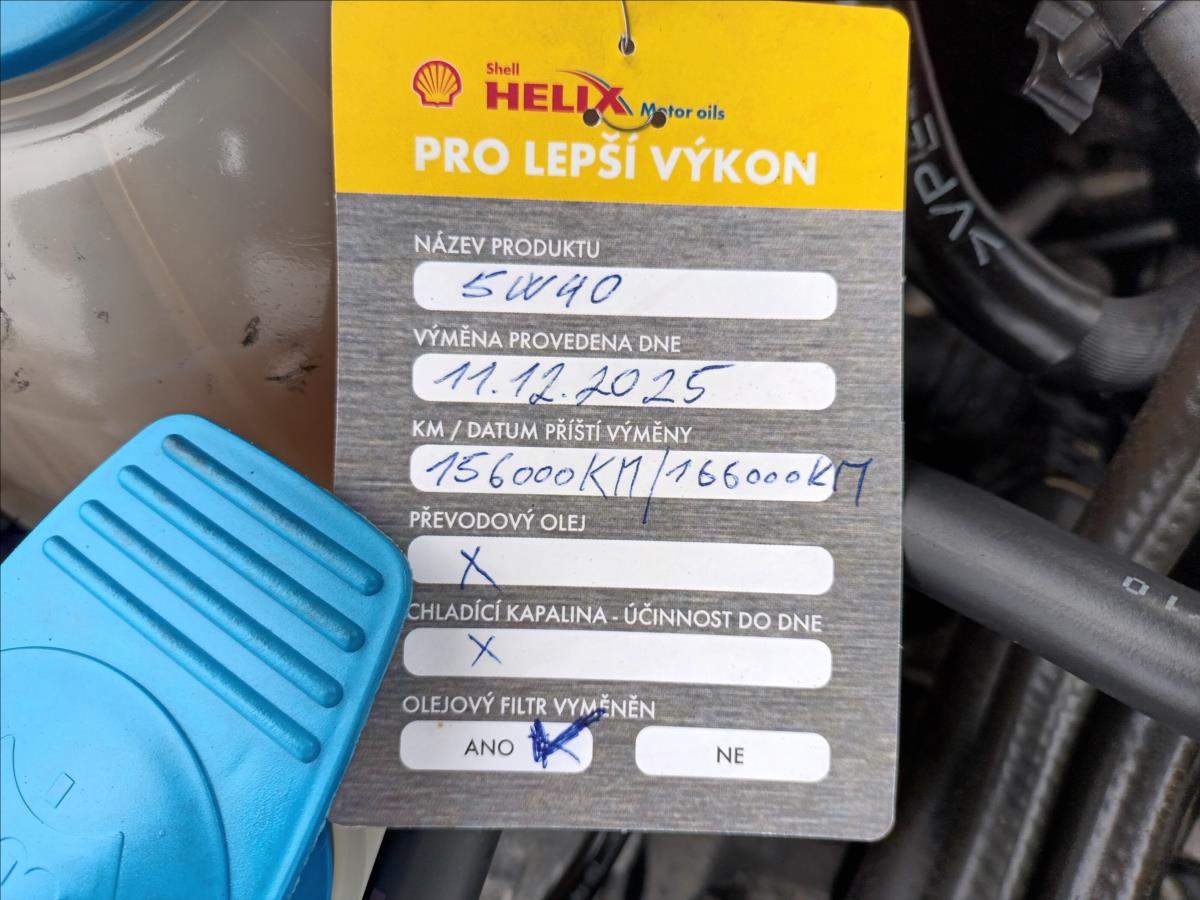 Shell
HELIX Motor oils
PRO LEPŠÍ VÝKON
NÁZEV PRODUKTU
5W40
VÝMĚNA PROVEDENA DNE
11.12.2025
KM / DATUM PŘÍŠTÍ VÝMĚNY
156000KM/166000KM
PŘEVODOVÝ OLEJ
X
CHLADÍCÍ KAPALINA - ÚČINNOST DO DNE
X
OLEJOVÝ FILTR VYMĚNĚN
ANO
NE
>VPE